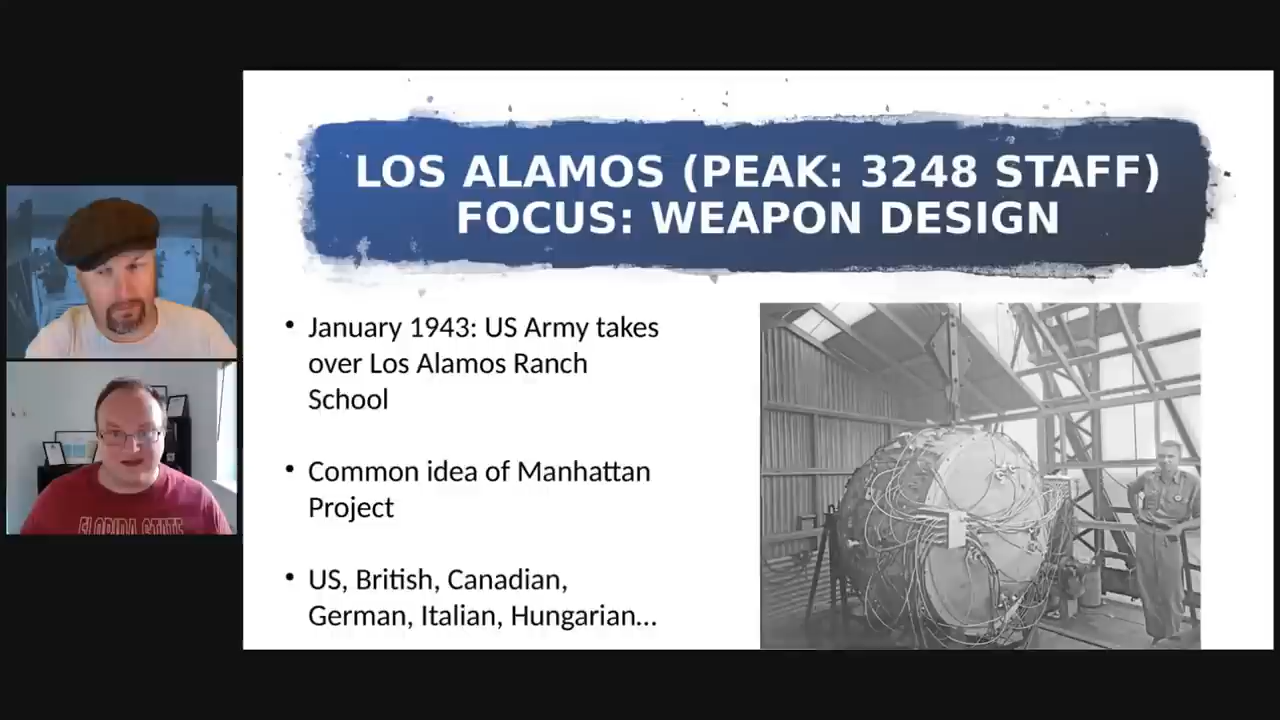 LOS ALAMOS (PEAK: 3248 STAFF)
FOCUS: WEAPON DESIGN
• January 1943: US Army takes
over Los Alamos Ranch
School
• Common idea of Manhattan
Project
• US, British, Canadian,
German, Italian, Hungarian...
FLORIDA STATE